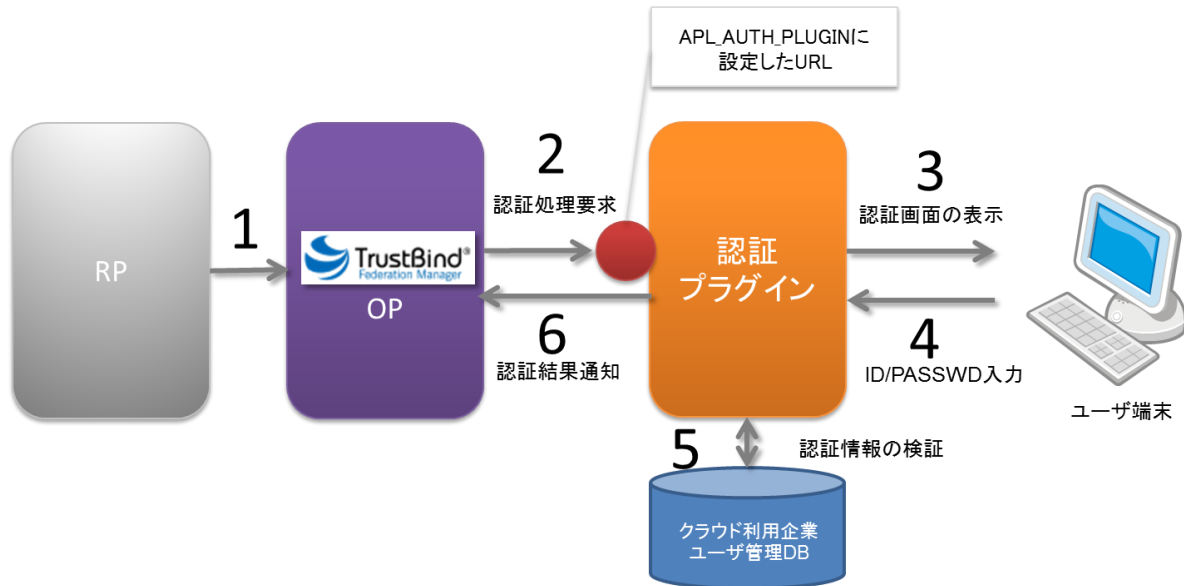 APL_AUTH_PLUGINに
設定したURL
RP
1
TrustBind®
Federation Manager
OP
2
認証処理要求
6
認証結果通知
認証
プラグイン
3
認証画面の表示
4
ID/PASSWD入力
ユーザ端末
5
認証情報の検証
クラウド利用企業
ユーザ管理DB